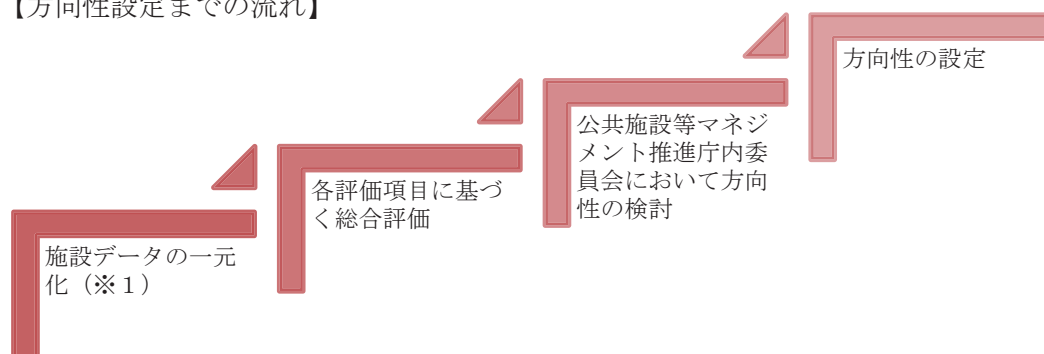 【方向性設定までの流れ】
施設データの一元
化（※１）
各評価項目に基づ
く総合評価
公共施設等マネジ
メント推進庁内委
員会において方向
性の検討
方向性の設定